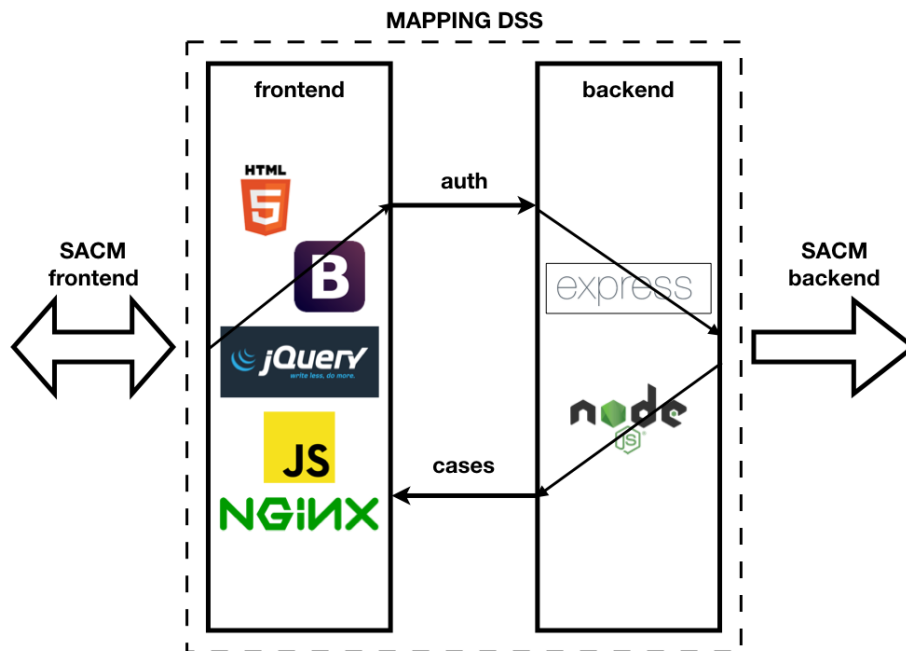 MAPPING DSS
frontend
backend
HTML
5
auth
SACM
frontend
B
express
SACM
backend
jQuery
write less, do more.
node
JS
JS
cases
NGiNX